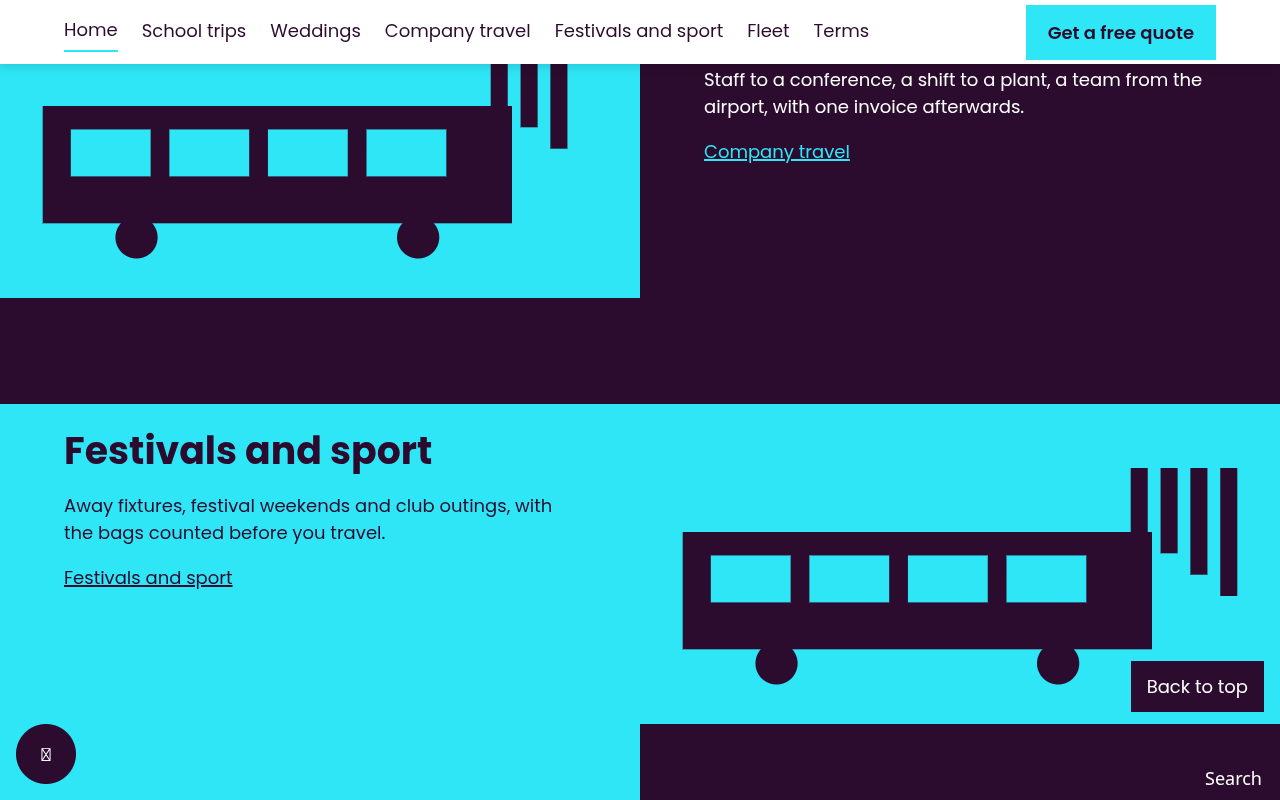 Home School trips Weddings Company travel Festivals and sport Fleet Terms Get a free quote
Staff to a conference, a shift to a plant, a team from the
airport, with one invoice afterwards.
Company travel
Festivals and sport
Away fixtures, festival weekends and club outings, with
the bags counted before you travel.
Festivals and sport
Back to top
Search